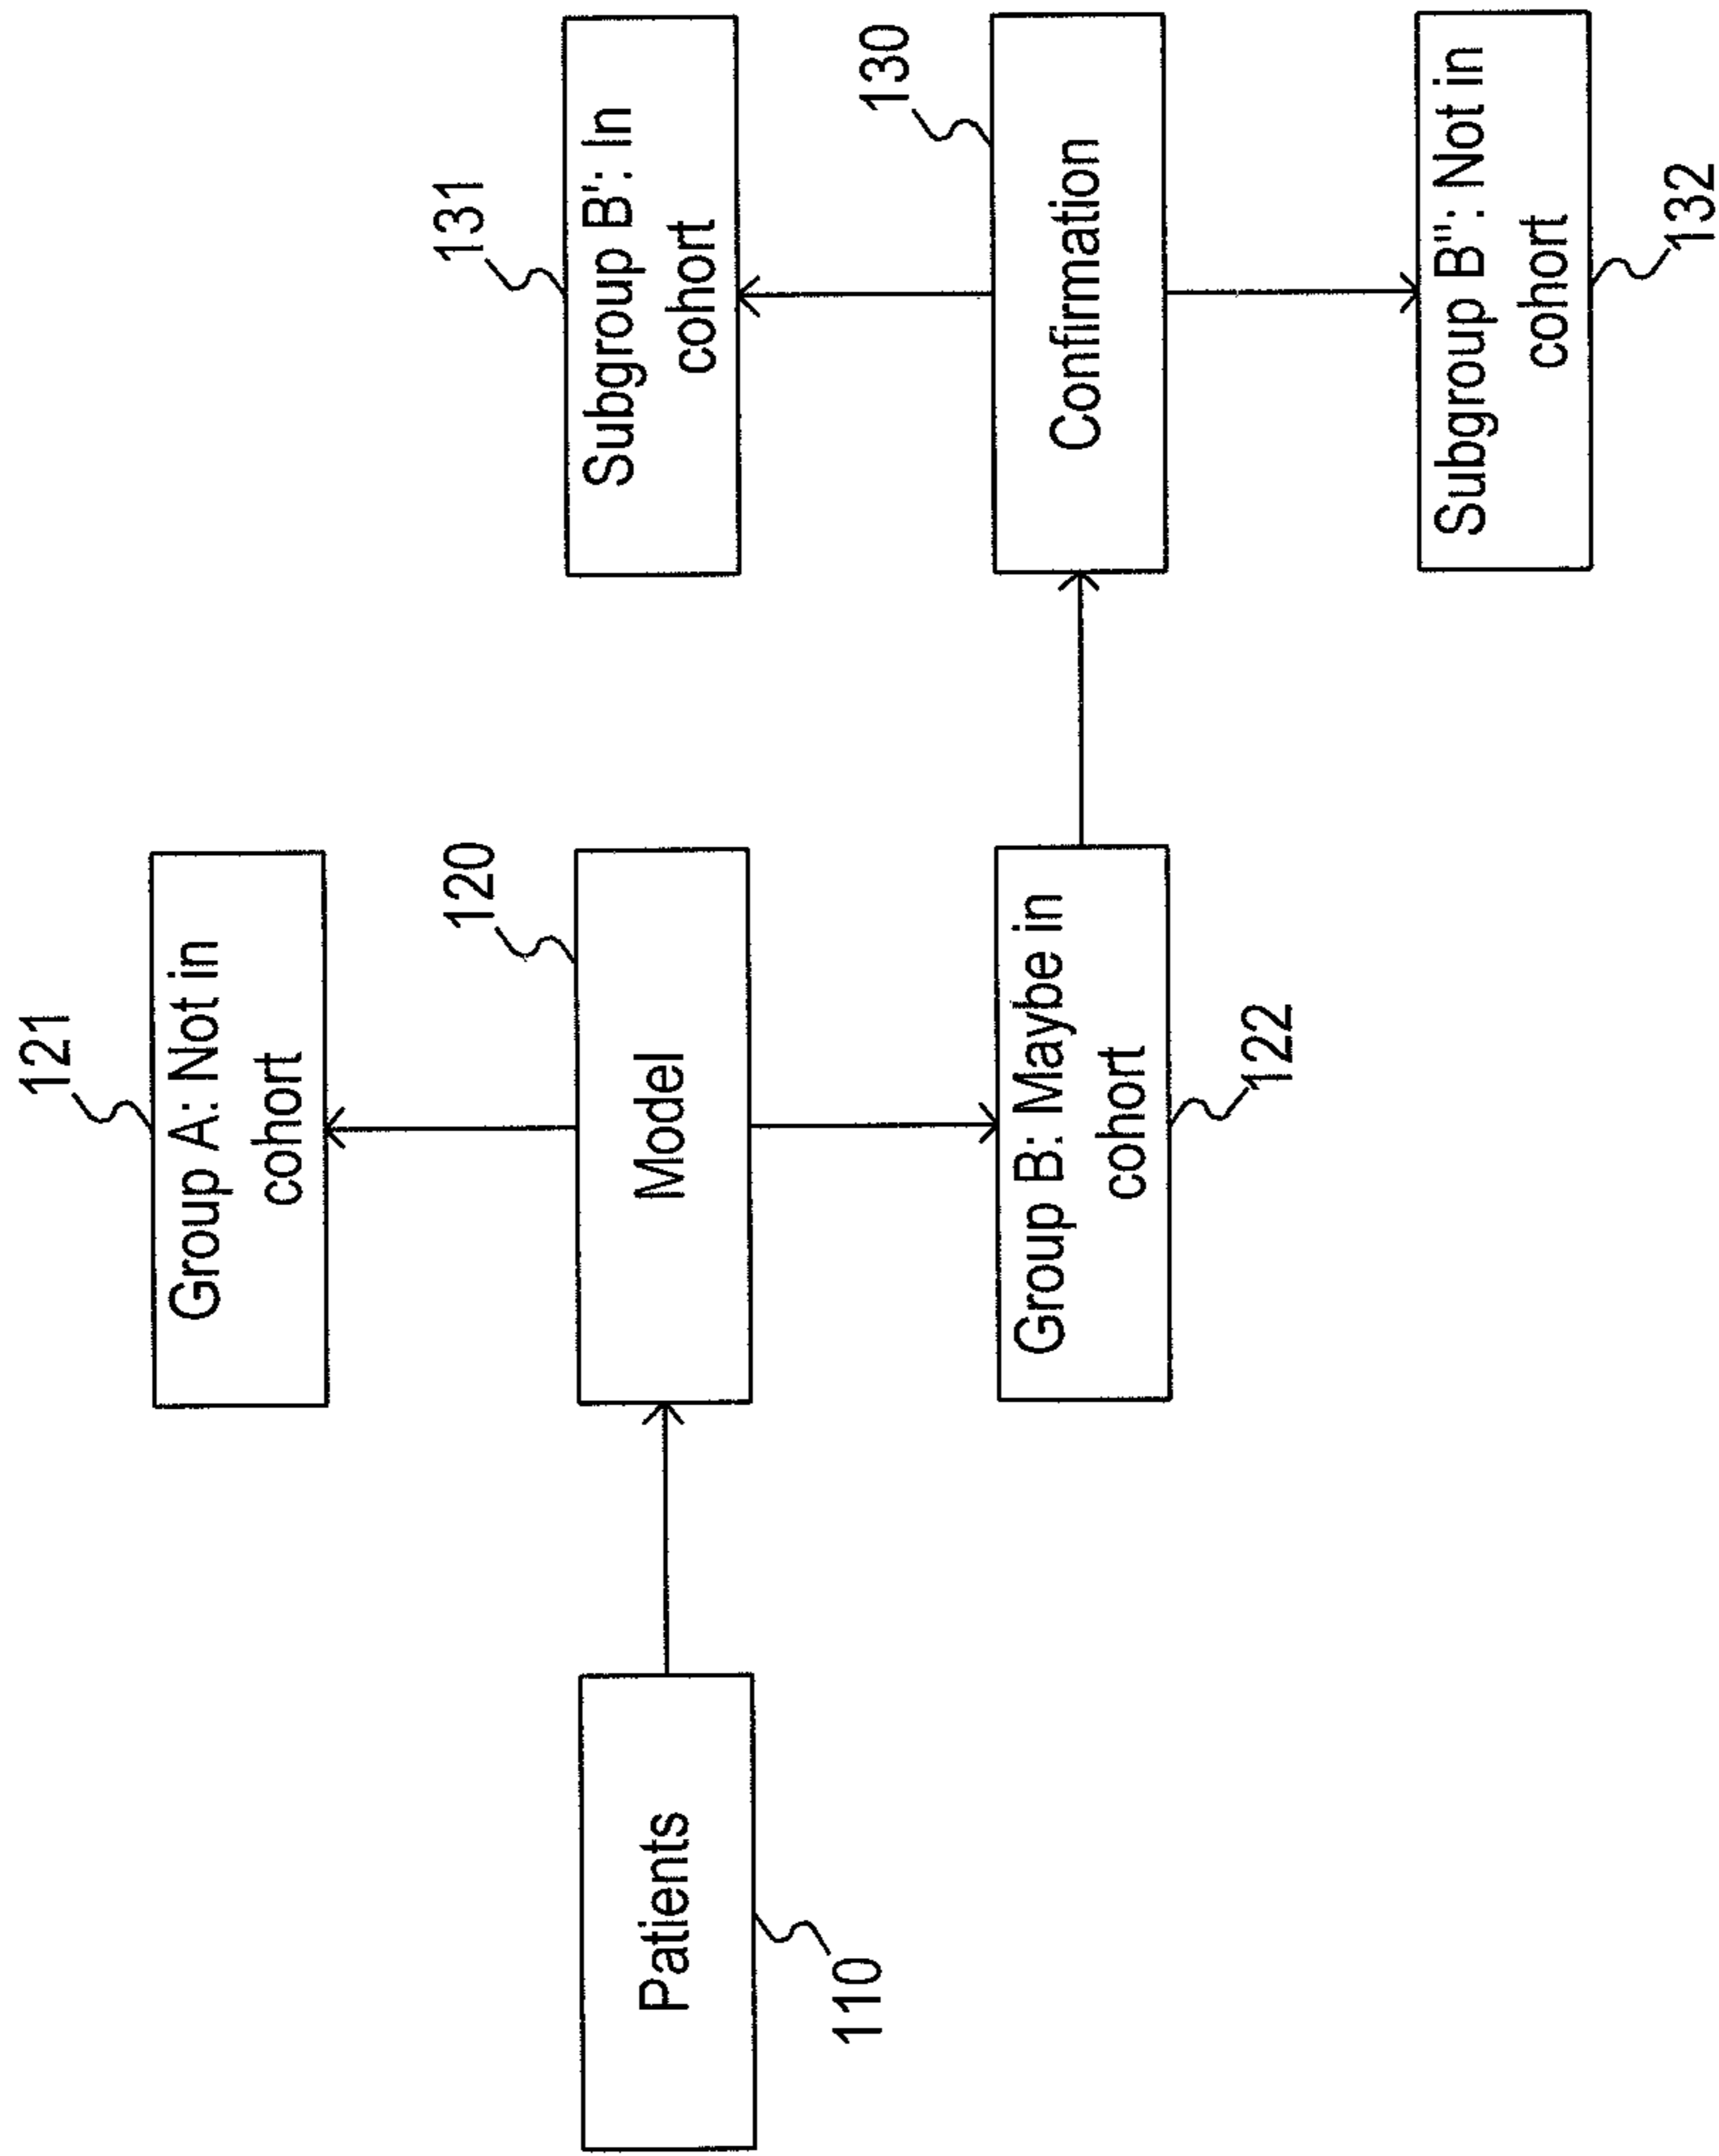 121
Group A: Not in
cohort
120
Model
Patients
110
Group B: Maybe in
cohort
122
131
Subgroup B': In
cohort
130
Confirmation
Subgroup B'': Not in
cohort
132